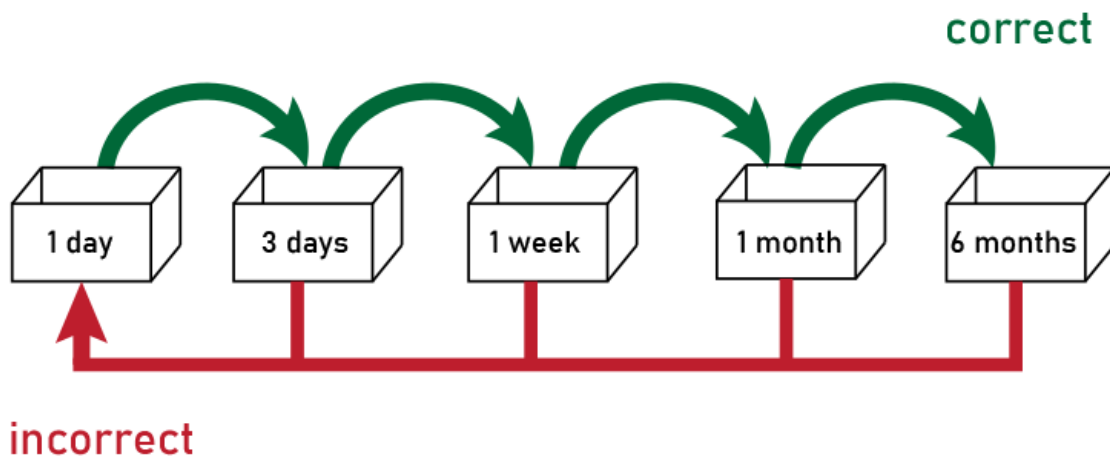 correct
1 day
3 days
1 week
1 month
6 months
incorrect